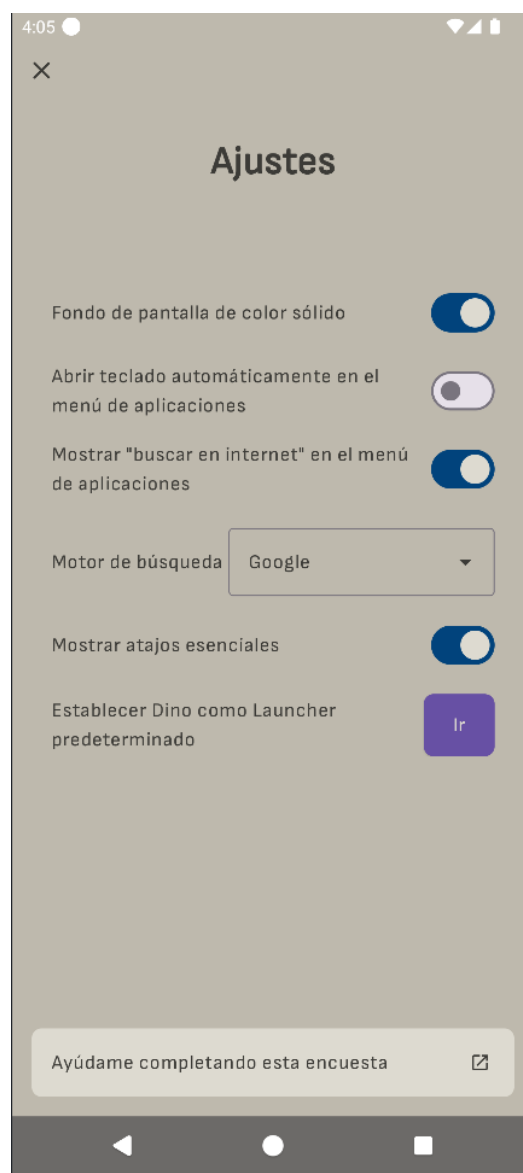 4:05
Ajustes
Fondo de pantalla de color sólido
Abrir teclado automáticamente en el
menú de aplicaciones
Mostrar "buscar en internet" en el menú
de aplicaciones
Motor de búsqueda Google
Mostrar atajos esenciales
Establecer Dino como Launcher
predeterminado
Ir
Ayúdame completando esta encuesta